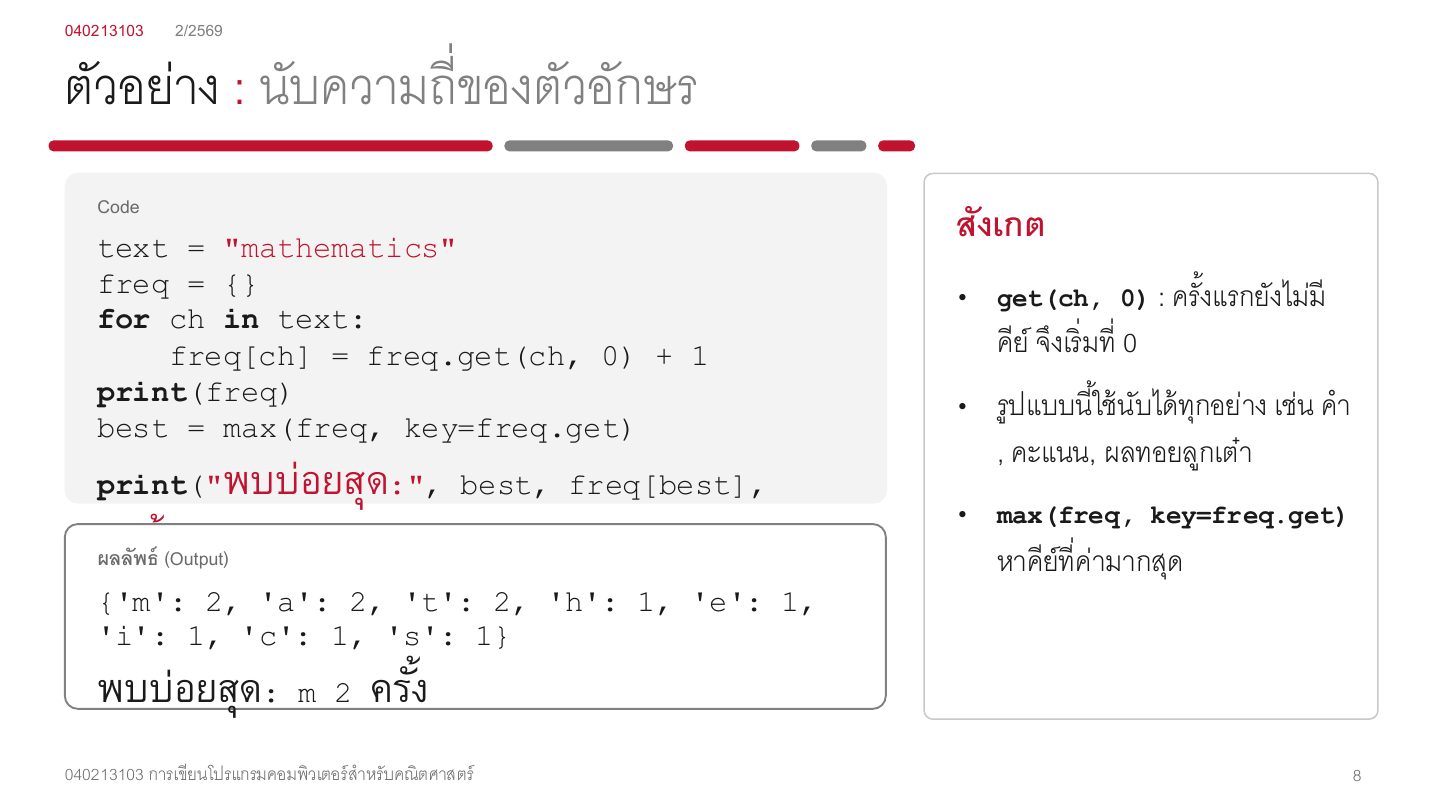 040213103 2/2569
ตัวอย่าง : นับความถี่ของตัวอักษร
Code
text = "mathematics"
freq = {}
for ch in text:
    freq[ch] = freq.get(ch, 0) + 1
print(freq)
best = max(freq, key=freq.get)
print("พบบ่อยสุด:", best, freq[best],
ผลลัพธ์ (Output)
{'m': 2, 'a': 2, 't': 2, 'h': 1, 'e': 1,
'i': 1, 'c': 1, 's': 1}
พบบ่อยสุด: m 2 ครั้ง
สังเกต
• get(ch, 0) : ครั้งแรกยังไม่มี
คีย์ จึงเริ่มที่ 0
• รูปแบบนี้ใช้นับได้ทุกอย่าง เช่น คำ
, คะแนน, ผลทอยลูกเต๋า
• max(freq, key=freq.get)
หาคีย์ที่ค่ามากสุด
040213103 การเขียนโปรแกรมคอมพิวเตอร์สำหรับคณิตศาสตร์
8